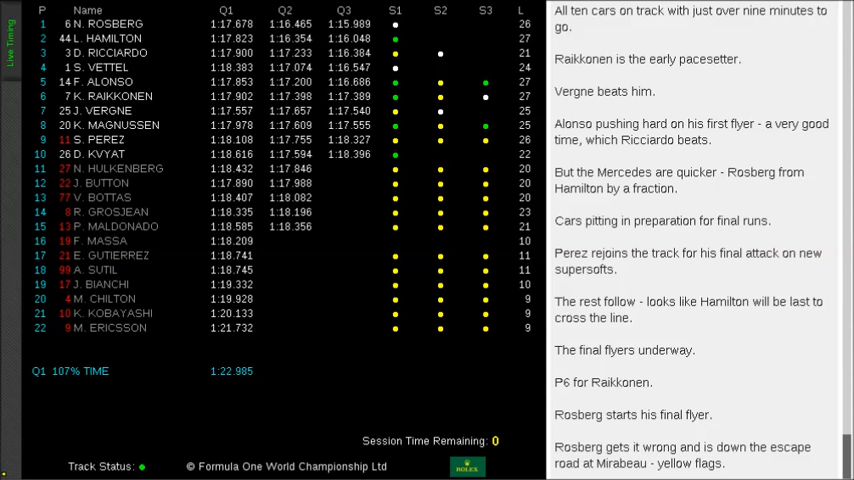 Live Timing
P Name Q1 Q2 Q3 S1 S2 S3 L
1 6 N. ROSBERG 1:17.678 1:16.465 1:15.989 26
2 44 L. HAMILTON 1:17.823 1:16.354 1:16.048 27
3 3 D. RICCIARDO 1:17.900 1:17.233 1:16.384 21
4 1 S. VETTEL 1:18.383 1:17.074 1:16.547 24
5 14 F. ALONSO 1:17.853 1:17.200 1:16.686 27
6 7 K. RAIKKONEN 1:17.902 1:17.398 1:17.389 27
7 25 J. VERGNE 1:17.557 1:17.657 1:17.540 25
8 20 K. MAGNUSSEN 1:17.978 1:17.609 1:17.555 25
9 11 S. PEREZ 1:18.108 1:17.755 1:18.327 26
10 26 D. KVYAT 1:18.616 1:17.594 1:18.396 22
11 27 N. HULKENBERG 1:18.432 1:17.846 20
12 22 J. BUTTON 1:17.890 1:17.988 20
13 77 V. BOTTAS 1:18.407 1:18.082 20
14 8 R. GROSJEAN 1:18.335 1:18.196 23
15 13 P. MALDONADO 1:18.585 1:18.356 21
16 19 F. MASSA 1:18.209 10
17 21 E. GUTIERREZ 1:18.741 11
18 99 A. SUTIL 1:18.745 11
19 17 J. BIANCHI 1:19.332 10
20 4 M. CHILTON 1:19.928 9
21 10 K. KOBAYASHI 1:20.133 9
22 9 M. ERICSSON 1:21.732 9
Q1 107% TIME 1:22.985
Session Time Remaining: 0
Track Status: © Formula One World Championship Ltd
ROLEX
All ten cars on track with just over nine minutes to
go.
Raikkonen is the early pacesetter.
Vergne beats him.
Alonso pushing hard on his first flyer - a very good
time, which Ricciardo beats.
But the Mercedes are quicker - Rosberg from
Hamilton by a fraction.
Cars pitting in preparation for final runs.
Perez rejoins the track for his final attack on new
supersofts.
The rest follow - looks like Hamilton will be last to
cross the line.
The final flyers underway.
P6 for Raikkonen.
Rosberg starts his final flyer.
Rosberg gets it wrong and is down the escape
road at Mirabeau - yellow flags.